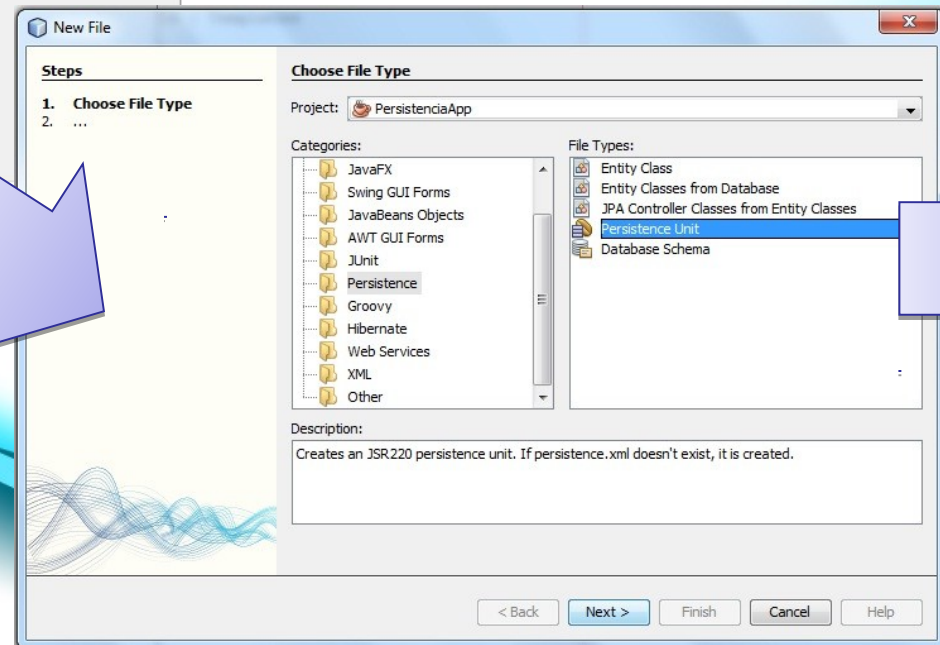 New File
Steps
1. Choose File Type
2. ...
Choose File Type
Project: PersistenciaApp
Categories:
JavaFX
Swing GUI Forms
JavaBeans Objects
AWT GUI Forms
JUnit
Persistence
Groovy
Hibernate
Web Services
XML
Other
File Types:
Entity Class
Entity Classes from Database
JPA Controller Classes from Entity Classes
Persistence Unit
Database Schema
Description:
Creates an JSR220 persistence unit. If persistence.xml doesn't exist, it is created.
< Back Next > Finish Cancel Help